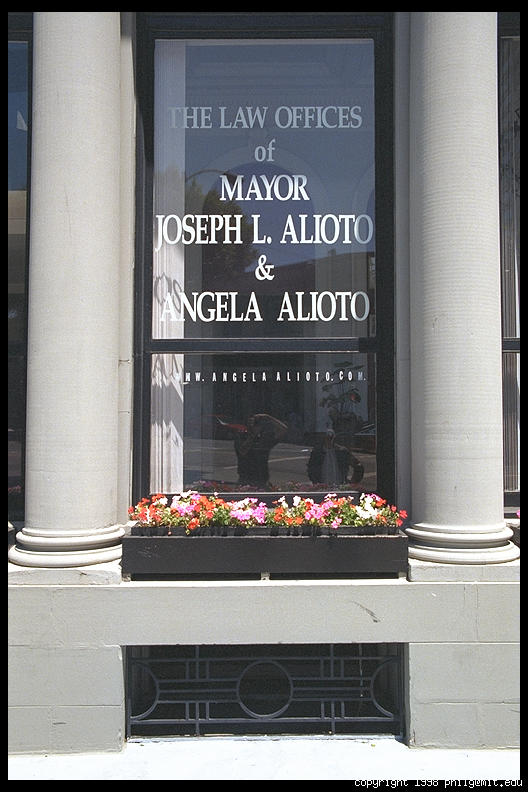 THE LAW OFFICES
of
MAYOR
JOSEPH L. ALIOTO
&
ANGELA ALIOTO
WWW.ANGELAALIOTO.COM
copyright 1998 philg@mit.edu